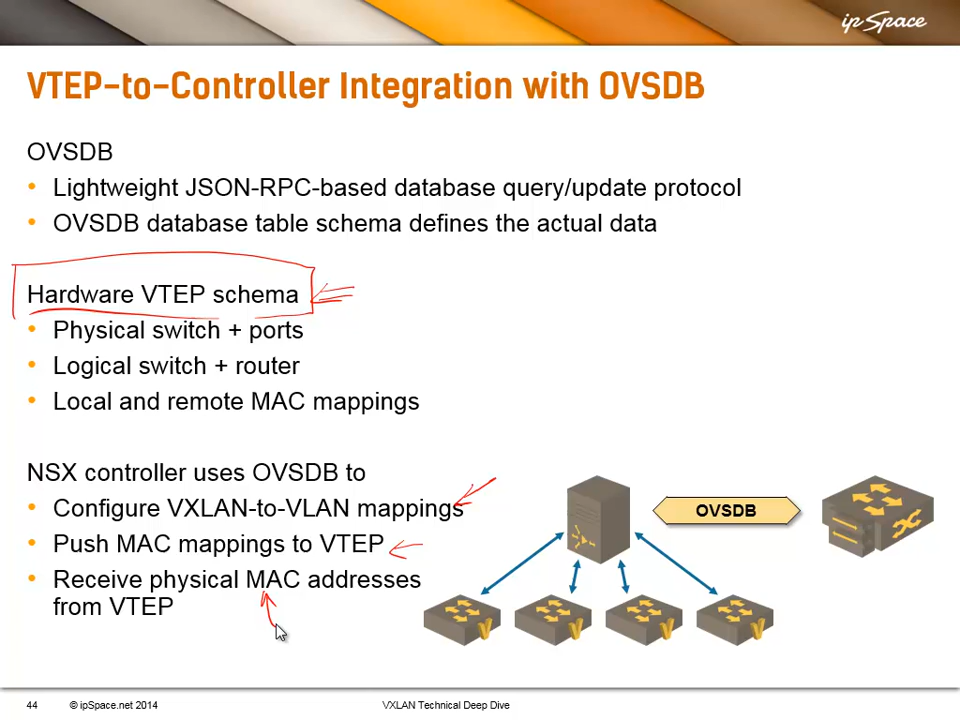 ip Space
VTEP-to-Controller Integration with OVSDB
OVSDB
• Lightweight JSON-RPC-based database query/update protocol
• OVSDB database table schema defines the actual data
Hardware VTEP schema
• Physical switch + ports
• Logical switch + router
• Local and remote MAC mappings
NSX controller uses OVSDB to
• Configure VXLAN-to-VLAN mappings
• Push MAC mappings to VTEP
• Receive physical MAC addresses
from VTEP
OVSDB
V V V V
44 © ipSpace.net 2014 VXLAN Technical Deep Dive